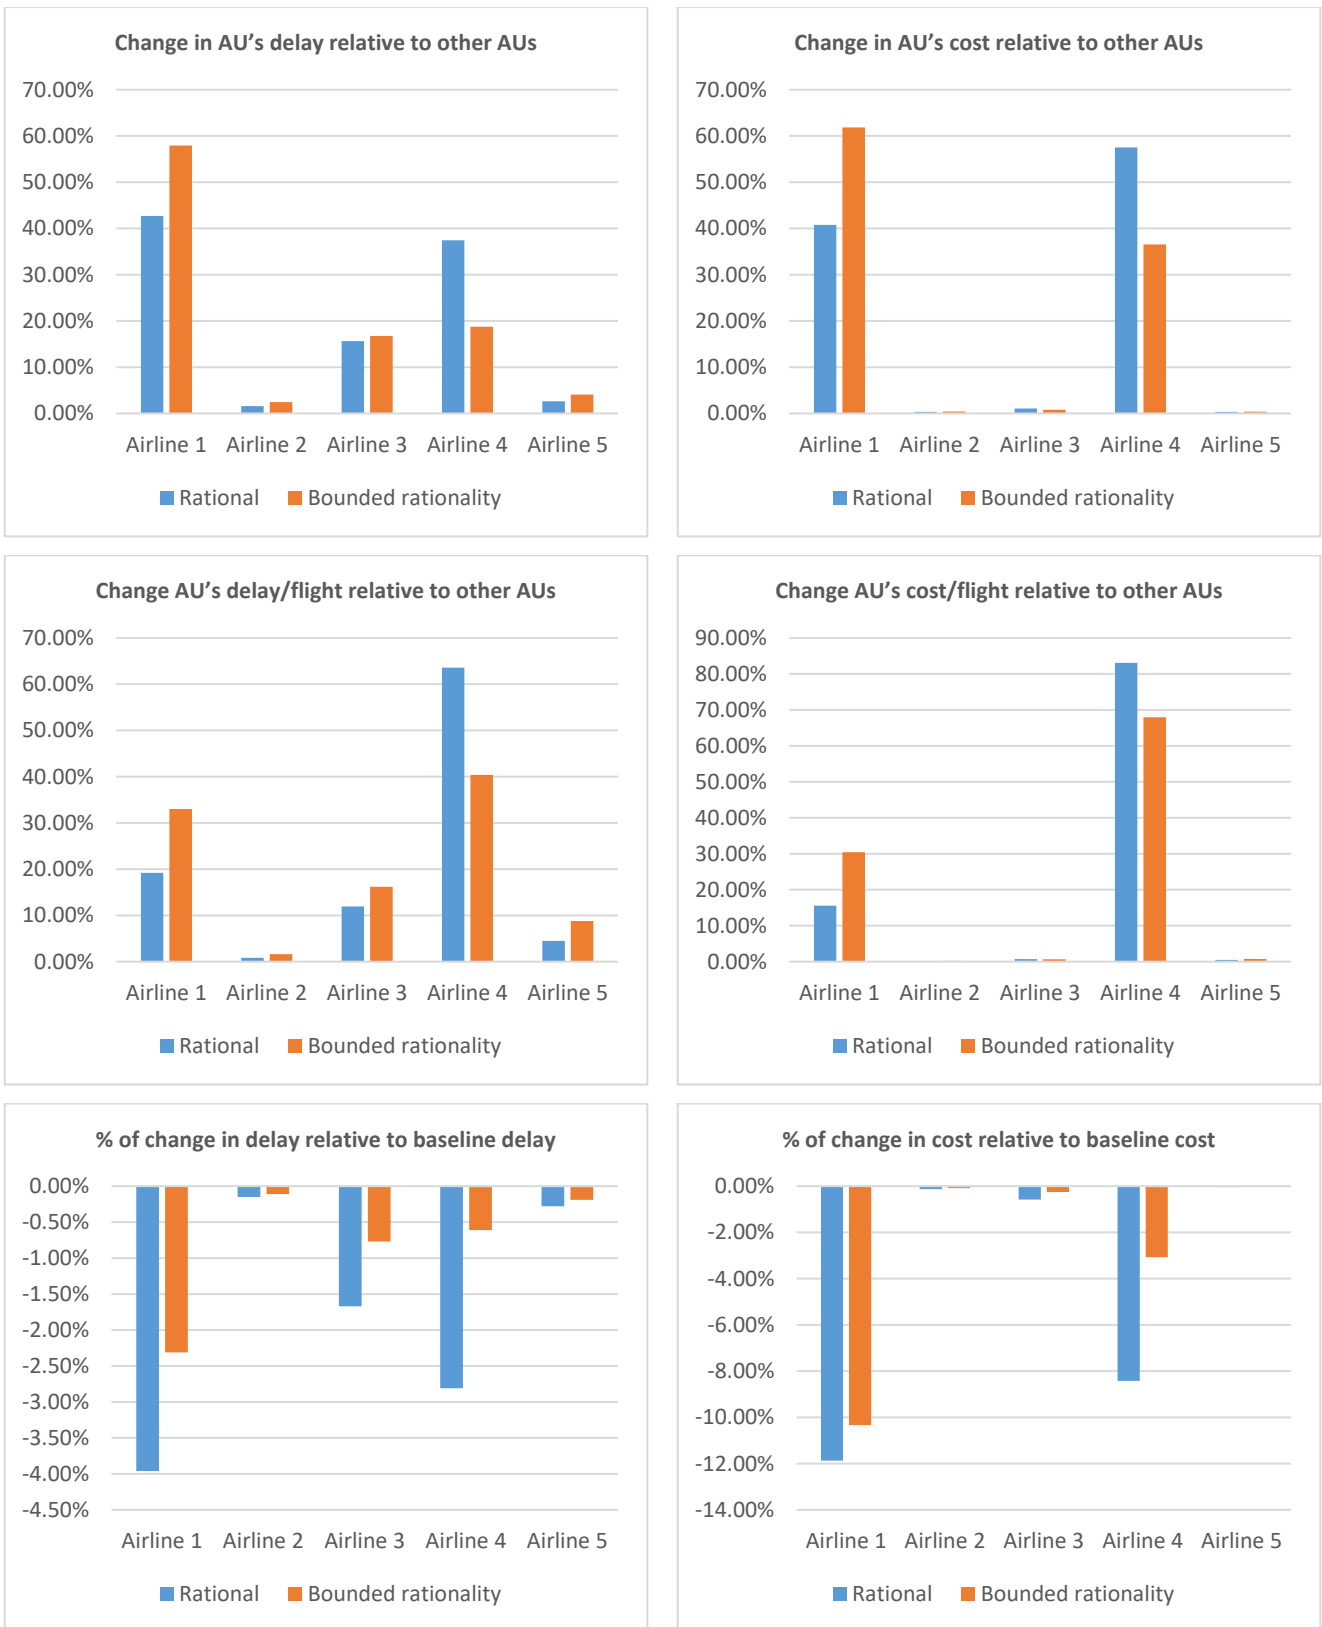 Change in AU’s delay relative to other AUs
70.00%
60.00%
50.00%
40.00%
30.00%
20.00%
10.00%
0.00%
Airline 1 Airline 2 Airline 3 Airline 4 Airline 5
Rational Bounded rationality
Change in AU’s cost relative to other AUs
70.00%
60.00%
50.00%
40.00%
30.00%
20.00%
10.00%
0.00%
Airline 1 Airline 2 Airline 3 Airline 4 Airline 5
Rational Bounded rationality
Change AU’s delay/flight relative to other AUs
70.00%
60.00%
50.00%
40.00%
30.00%
20.00%
10.00%
0.00%
Airline 1 Airline 2 Airline 3 Airline 4 Airline 5
Rational Bounded rationality
Change AU’s cost/flight relative to other AUs
90.00%
80.00%
70.00%
60.00%
50.00%
40.00%
30.00%
20.00%
10.00%
0.00%
Airline 1 Airline 2 Airline 3 Airline 4 Airline 5
Rational Bounded rationality
% of change in delay relative to baseline delay
0.00%
-0.50%
-1.00%
-1.50%
-2.00%
-2.50%
-3.00%
-3.50%
-4.00%
-4.50%
Airline 1 Airline 2 Airline 3 Airline 4 Airline 5
Rational Bounded rationality
% of change in cost relative to baseline cost
0.00%
-2.00%
-4.00%
-6.00%
-8.00%
-10.00%
-12.00%
-14.00%
Airline 1 Airline 2 Airline 3 Airline 4 Airline 5
Rational Bounded rationality